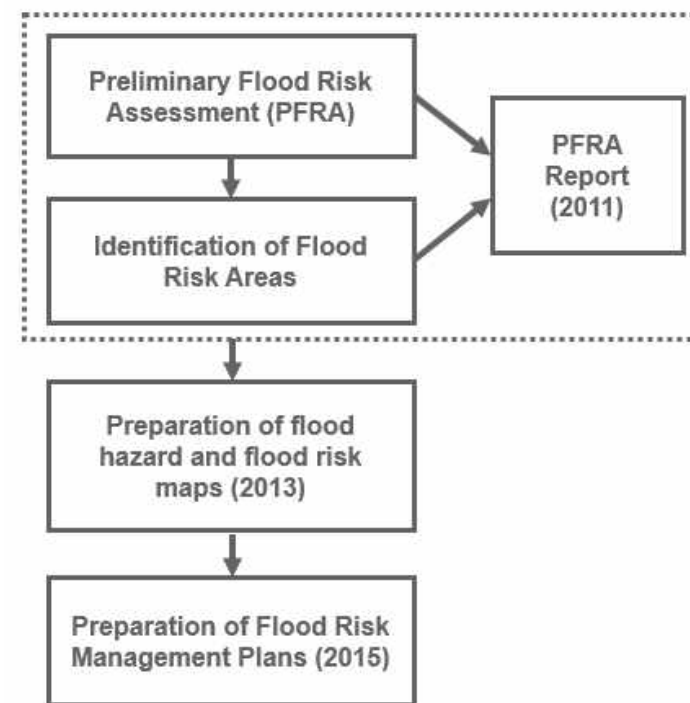 Preliminary Flood Risk
Assessment (PFRA)
PFRA
Report
(2011)
Identification of Flood
Risk Areas
Preparation of flood
hazard and flood risk
maps (2013)
Preparation of Flood Risk
Management Plans (2015)